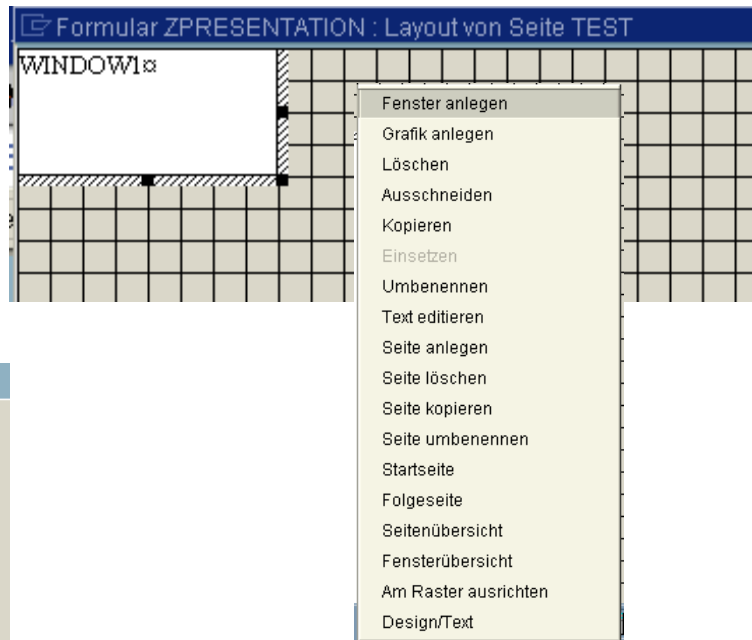 Formular ZPRESENTATION : Layout von Seite TEST
WINDOW1¤
Fenster anlegen
Grafik anlegen
Löschen
Ausschneiden
Kopieren
Einsetzen
Umbenennen
Text editieren
Seite anlegen
Seite löschen
Seite kopieren
Seite umbenennen
Startseite
Folgeseite
Seitenübersicht
Fensterübersicht
Am Raster ausrichten
Design/Text